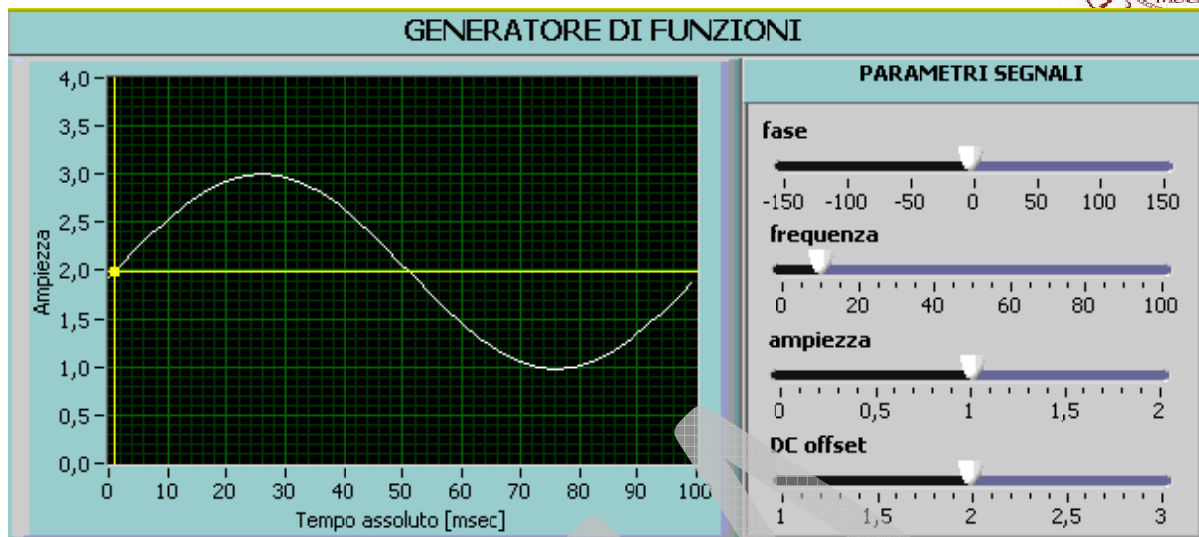 GENERATORE DI FUNZIONI
4,0
3,5
3,0
2,5
2,0
1,5
1,0
0,5
0,0
Ampiezza
0 10 20 30 40 50 60 70 80 90 100
Tempo assoluto [msec]
PARAMETRI SEGNALI
fase
-150 -100 -50 0 50 100 150
frequenza
0 20 40 60 80 100
ampiezza
0 0,5 1 1,5 2
DC offset
1 1,5 2 2,5 3